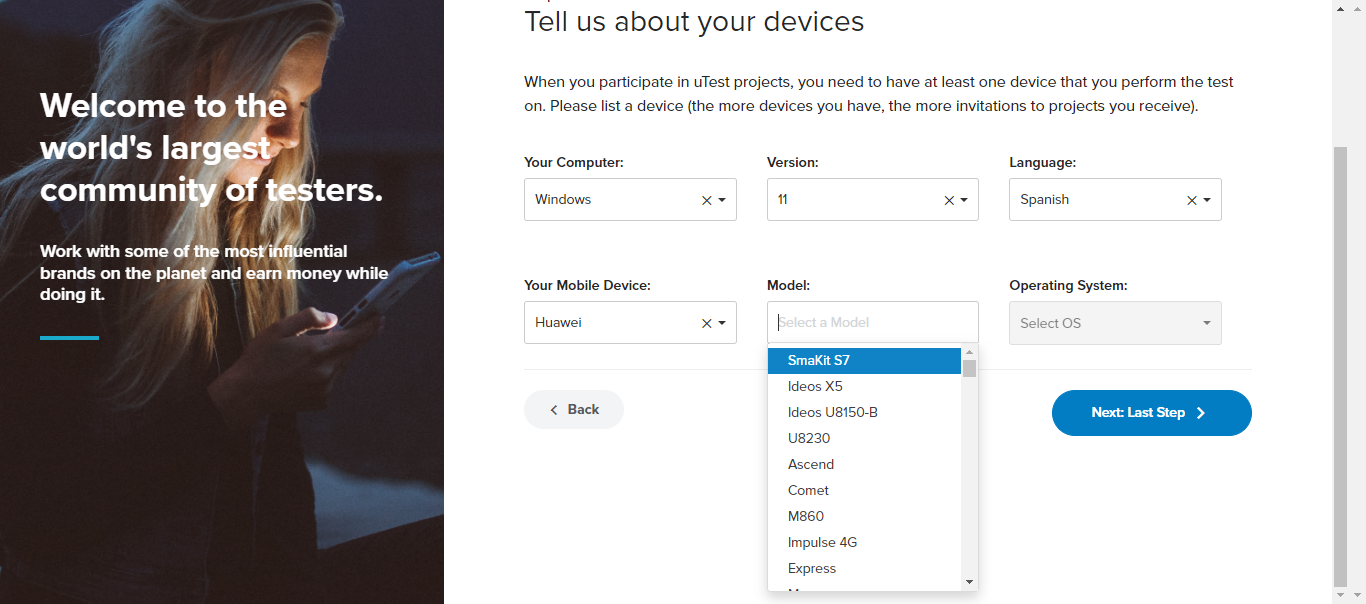 Welcome to the
world's largest
community of testers.
Work with some of the most influential
brands on the planet and earn money while
doing it.
Tell us about your devices
When you participate in uTest projects, you need to have at least one device that you perform the test
on. Please list a device (the more devices you have, the more invitations to projects you receive).
Your Computer:
Windows
Version:
11
Language:
Spanish
Your Mobile Device:
Huawei
Model:
Select a Model
SmaKit S7
Ideos X5
Ideos U8150-B
U8230
Ascend
Comet
M860
Impulse 4G
Express
Operating System:
Select OS
Back
Next: Last Step